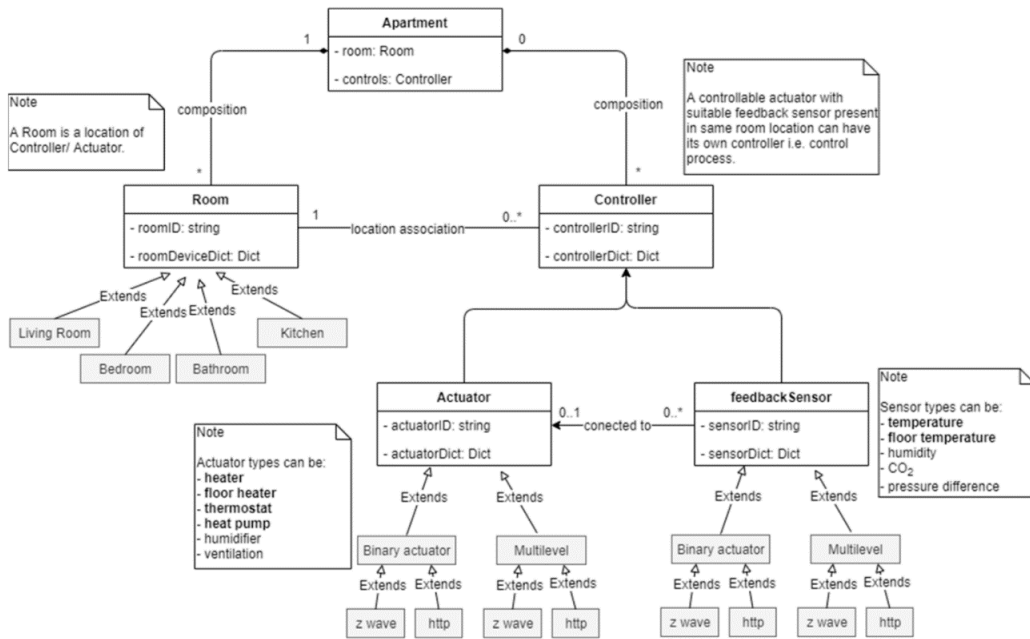 Apartment
- room: Room
- controls: Controller
1
0
composition
composition
*
*
Note
A Room is a location of
Controller/ Actuator.
Note
A controllable actuator with
suitable feedback sensor present
in same room location can have
its own controller i.e. control
process.
Room
- roomID: string
- roomDeviceDict: Dict
1
location association
0..*
Controller
- controllerID: string
- controllerDict: Dict
Extends
Extends
Extends
Extends
Living Room
Bedroom
Bathroom
Kitchen
Actuator
- actuatorID: string
- actuatorDict: Dict
0..1
conected to
0..*
feedbackSensor
- sensorID: string
- sensorDict: Dict
Note
Actuator types can be:
- heater
- floor heater
- thermostat
- heat pump
- humidifier
- ventilation
Note
Sensor types can be:
- temperature
- floor temperature
- humidity
- CO2
- pressure difference
Extends
Extends
Extends
Extends
Binary actuator
Multilevel
Binary actuator
Multilevel
Extends
Extends
Extends
Extends
Extends
Extends
Extends
Extends
z wave
http
z wave
http
z wave
http
z wave
http